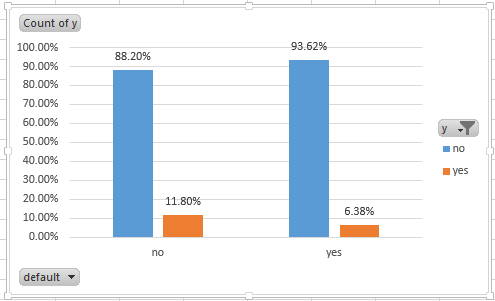 Count of y
100.00%
90.00%
80.00%
70.00%
60.00%
50.00%
40.00%
30.00%
20.00%
10.00%
0.00%
88.20%
11.80%
93.62%
6.38%
no
yes
y
no
yes
default